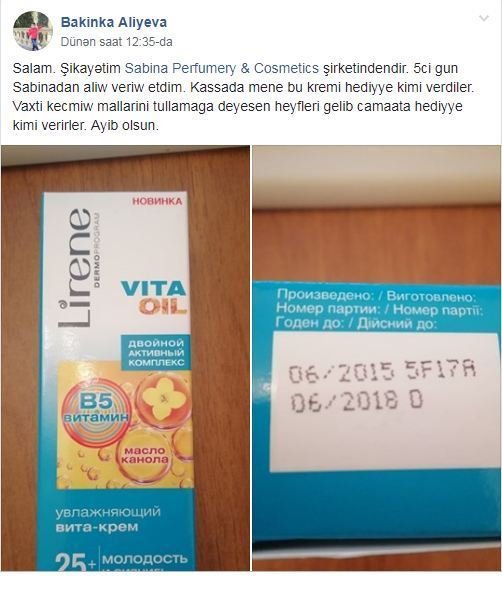 Bakinka Aliyeva
Dünən saat 12:35-da
Salam. Şikayətim Sabina Perfumery & Cosmetics şirketindendir. 5ci gun
Sabinadan aliw veriw etdim. Kassada mene bu kremi hediyye kimi verdiler.
Vaxti kecmiw mallarini tullamaga deyesen heyfleri gelib camaata hediyye
kimi verirler. Ayib olsun.
НОВИНКА
Lirene
DERMOPROGRAM
VITA
OIL
ДВОЙНОЙ
АКТИВНЫЙ
КОМПЛЕКС
B5
ВИТАМИН
МАСЛО
КАНОЛА
УВЛАЖНЯЮЩИЙ
ВИТА-КРЕМ
25+ МОЛОДОСТЬ
Произведено: / Виготовлено:
Номер партии: / Номер партії:
Годен до: / Дійсний до:
06/2015 5F17A
06/2018 D